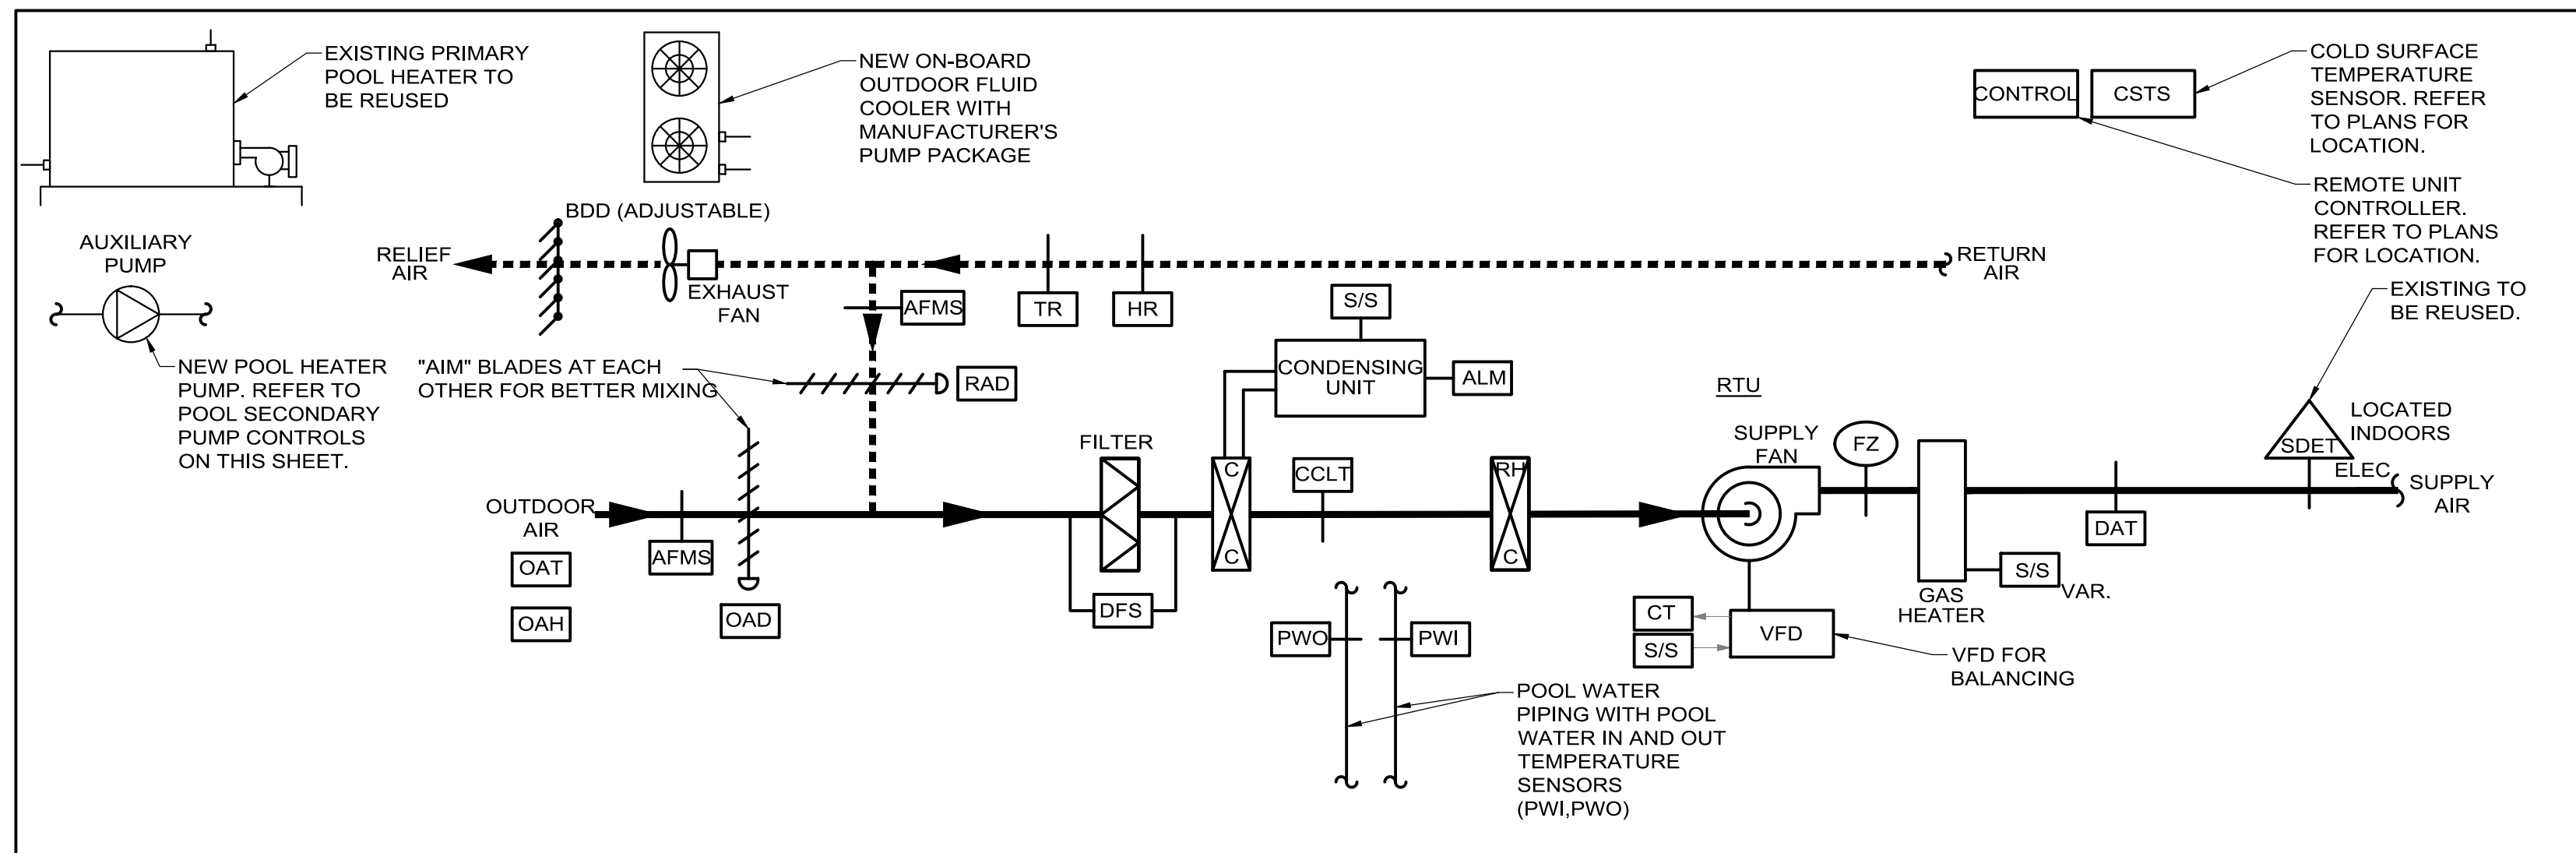 EXISTING PRIMARY
POOL HEATER TO
BE REUSED
NEW ON-BOARD
OUTDOOR FLUID
COOLER WITH
MANUFACTURER'S
PUMP PACKAGE
CONTROL
CSTS
COLD SURFACE
TEMPERATURE
SENSOR. REFER
TO PLANS FOR
LOCATION.
REMOTE UNIT
CONTROLLER.
REFER TO PLANS
FOR LOCATION.
AUXILIARY
PUMP
NEW POOL HEATER
PUMP. REFER TO
POOL SECONDARY
PUMP CONTROLS
ON THIS SHEET.
BDD (ADJUSTABLE)
RELIEF
AIR
EXHAUST
FAN
AFMS
TR
HR
RETURN
AIR
"AIM" BLADES AT EACH
OTHER FOR BETTER MIXING
RAD
S/S
CONDENSING
UNIT
ALM
RTU
EXISTING TO
BE REUSED.
LOCATED
INDOORS
SDET
ELEC
SUPPLY
AIR
OUTDOOR
AIR
OAT
OAH
AFMS
OAD
FILTER
DFS
C
C
CCLT
RH
C
SUPPLY
FAN
FZ
GAS
HEATER
S/S
VAR.
DAT
PWO
PWI
POOL WATER
PIPING WITH POOL
WATER IN AND OUT
TEMPERATURE
SENSORS
(PWI,PWO)
CT
S/S
VFD
VFD FOR
BALANCING